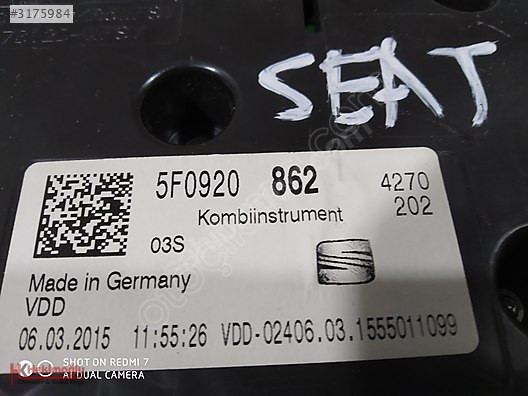 #3175984
SEAT
5F0920 862 4270
Kombiinstrument 202
03S
Made in Germany
VDD
06.03.2015 11:55:26 VDD-02406.03.1555011099
SHOT ON REDMI 7
AI DUAL CAMERA